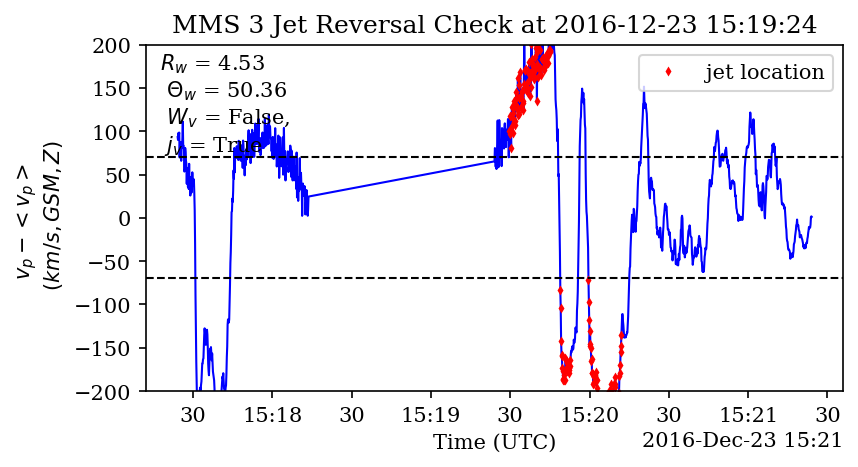 MMS 3 Jet Reversal Check at 2016-12-23 15:19:24
R_w = 4.53
Θ_w = 50.36
W_v = False,
j_v = True
jet location
v_p − < v_p >
(km/s, GSM, Z)
200
150
100
50
0
−50
−100
−150
−200
30 15:18 30 15:19 30 15:20 30 15:21 30
Time (UTC)
2016-Dec-23 15:21